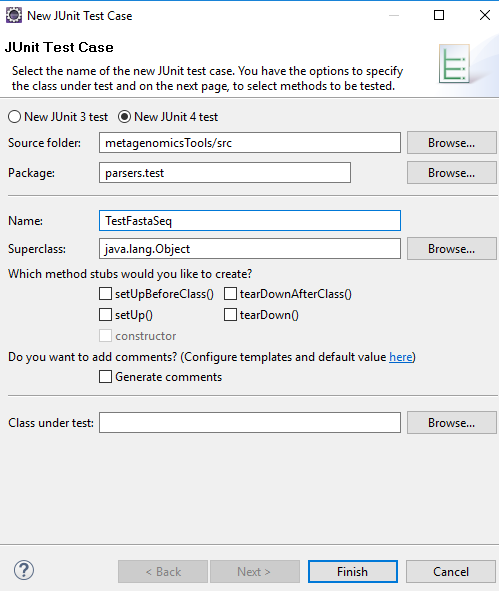 New JUnit Test Case
JUnit Test Case
Select the name of the new JUnit test case. You have the options to specify
the class under test and on the next page, to select methods to be tested.
New JUnit 3 test New JUnit 4 test
Source folder: metagenomicsTools/src Browse...
Package: parsers.test Browse...
Name: TestFastaSeq
Superclass: java.lang.Object Browse...
Which method stubs would you like to create?
setUpBeforeClass() tearDownAfterClass()
setUp() tearDown()
constructor
Do you want to add comments? (Configure templates and default value here)
Generate comments
Class under test: Browse...
? < Back Next > Finish Cancel